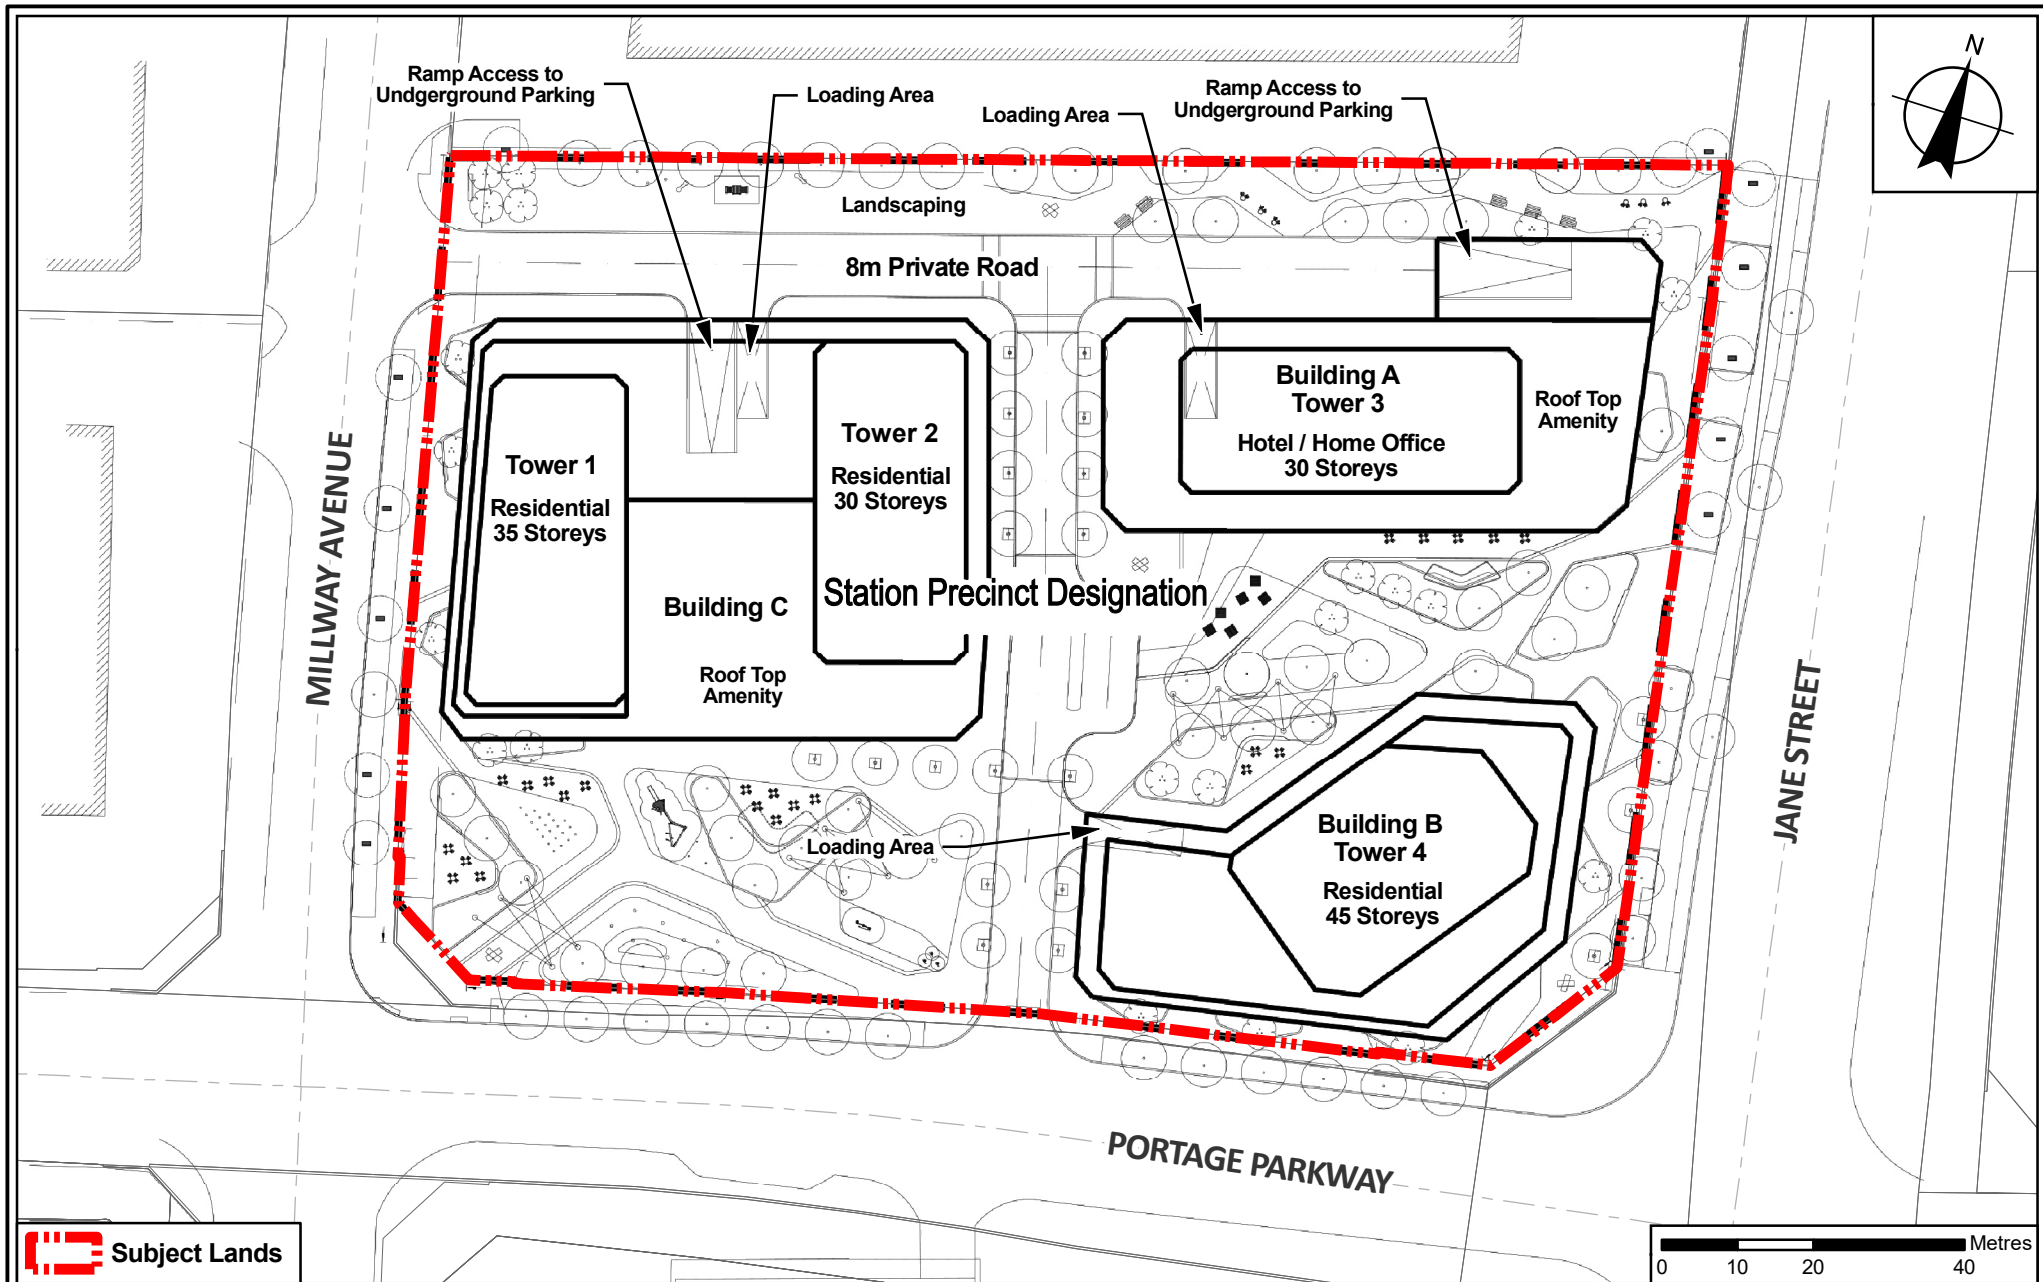 N
Ramp Access to
Undgerground Parking
Loading Area
Loading Area
Ramp Access to
Undgerground Parking
Landscaping
8m Private Road
Building A
Tower 3
Hotel / Home Office
30 Storeys
Roof Top
Amenity
Tower 1
Residential
35 Storeys
Tower 2
Residential
30 Storeys
Station Precinct Designation
Building C
Roof Top
Amenity
MILLWAY AVENUE
JANE STREET
Loading Area
Building B
Tower 4
Residential
45 Storeys
PORTAGE PARKWAY
Subject Lands
Metres
0 10 20 40